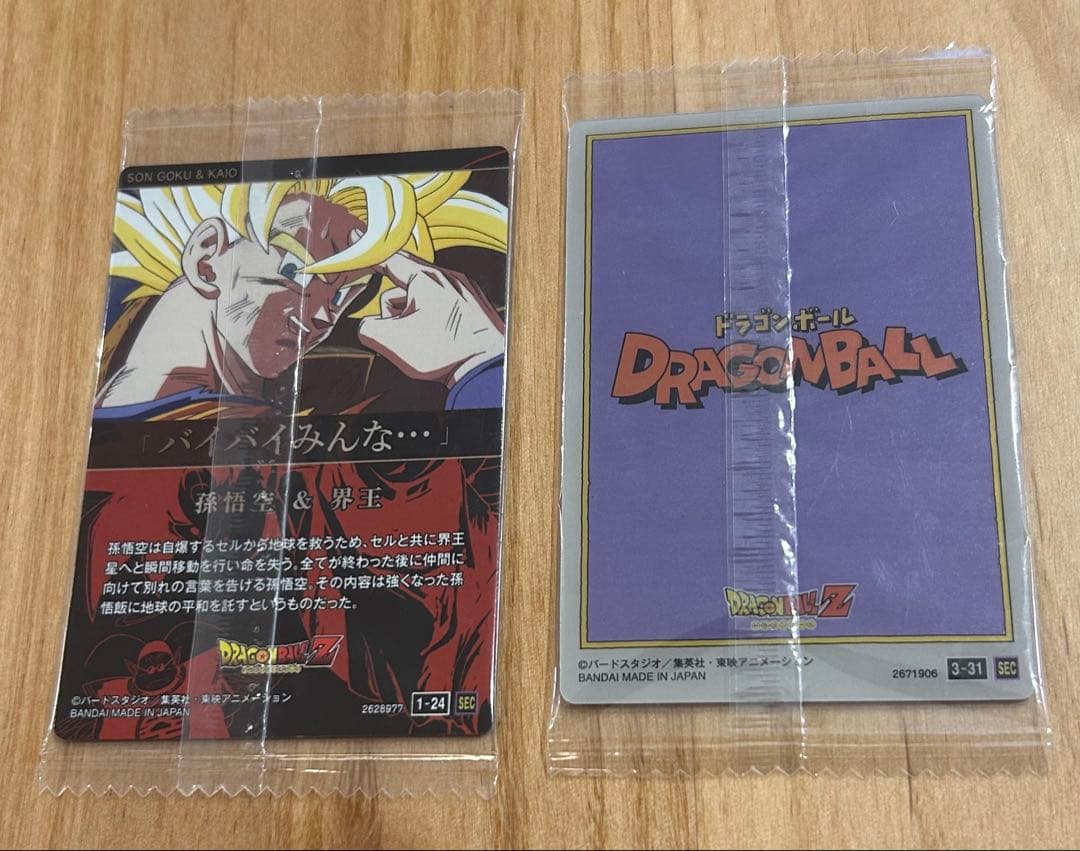 SON GOKU & KAIO
「バイバイみんな…」
孫悟空 & 界王
孫悟空は自爆するセルから地球を救うため、セルと共に界王
星へと瞬間移動を行い命を失う。全てが終わった後に仲間に
向けて別れの言葉を告げる孫悟空。その内容は強くなった孫
悟飯に地球の平和を託すというものだった。
DRAGONBALL Z
©バードスタジオ/集英社・東映アニメーション
BANDAI MADE IN JAPAN
2628977 1-24 SEC
ドラゴンボール
DRAGONBALL
DRAGONBALL Z
©バードスタジオ/集英社・東映アニメーション
BANDAI MADE IN JAPAN
2671906 3-31 SEC